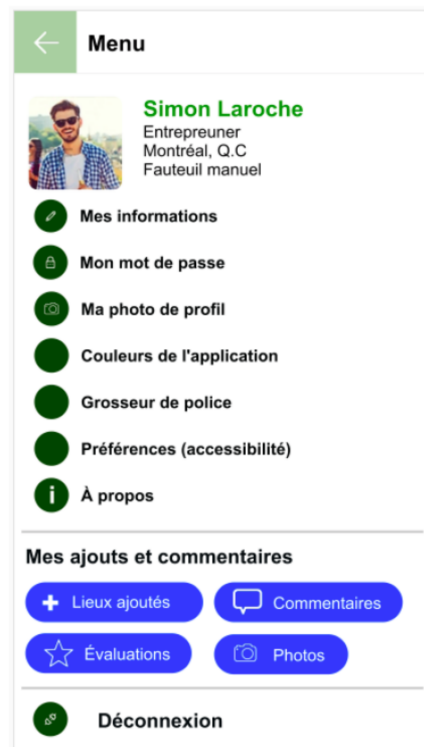 Menu
Simon Laroche
Entrepreuner
Montréal, Q.C
Fauteuil manuel
Mes informations
Mon mot de passe
Ma photo de profil
Couleurs de l'application
Grosseur de police
Préférences (accessibilité)
À propos
Mes ajouts et commentaires
Lieux ajoutés
Commentaires
Évaluations
Photos
Déconnexion